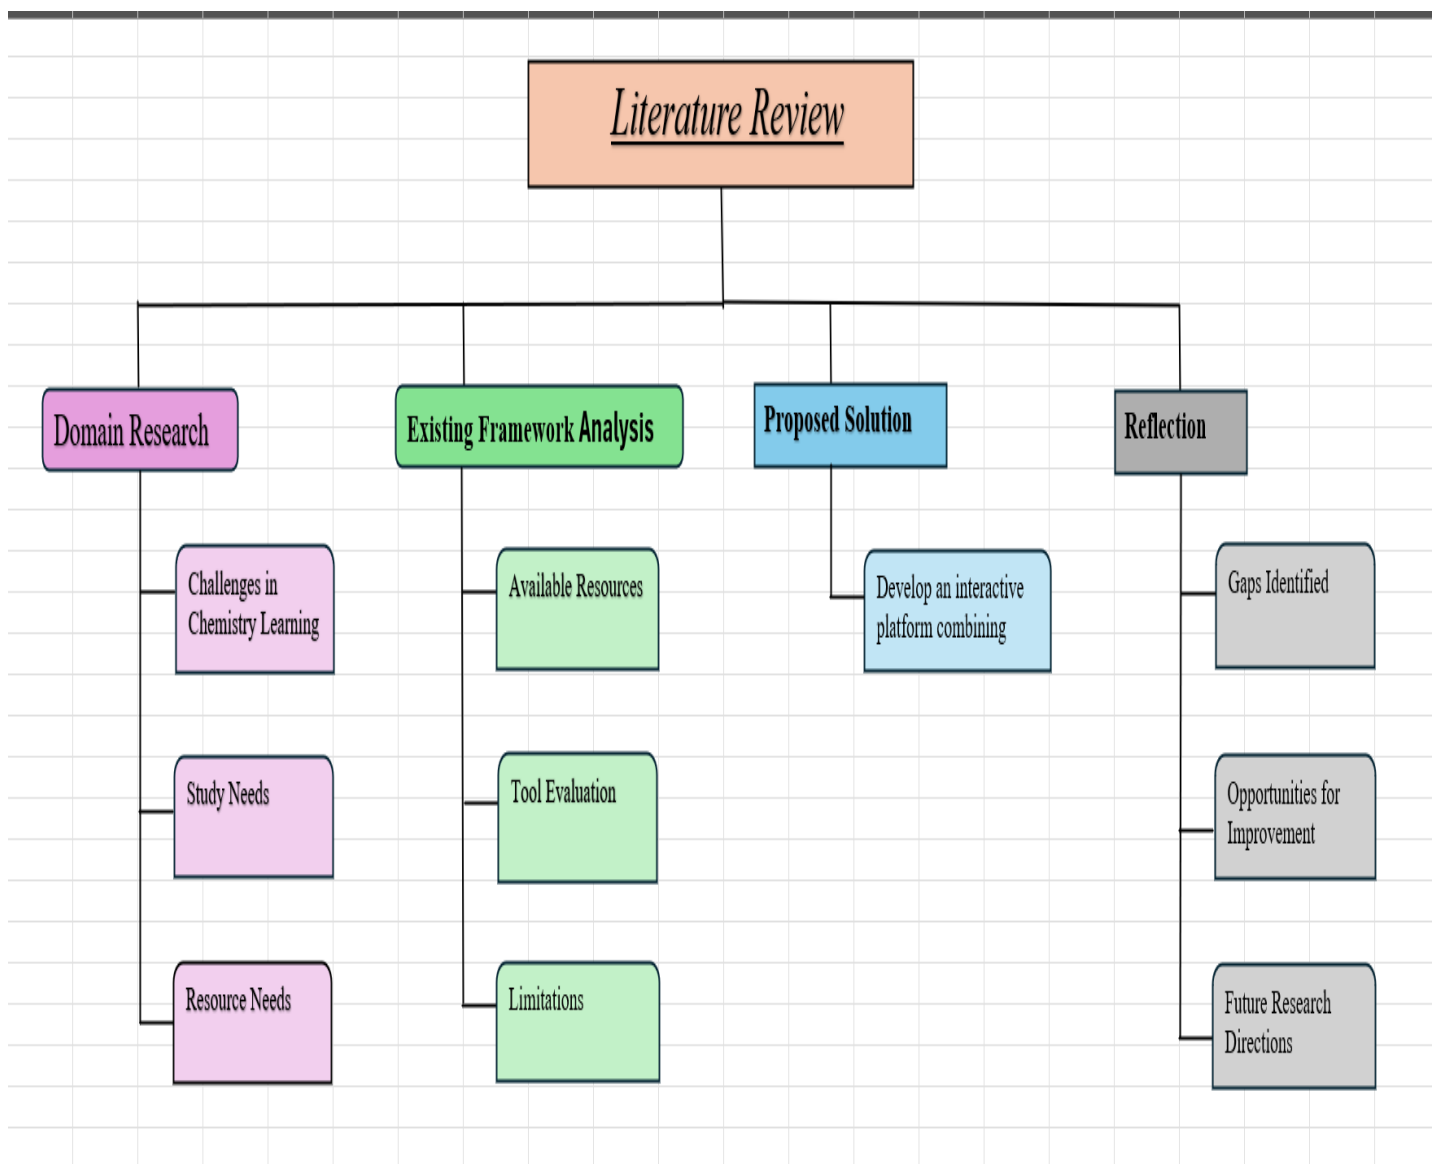 Literature Review
Domain Research
Existing Framework Analysis
Proposed Solution
Reflection
Challenges in
Chemistry Learning
Available Resources
Develop an interactive
platform combining
Gaps Identified
Study Needs
Tool Evaluation
Opportunities for
Improvement
Resource Needs
Limitations
Future Research
Directions